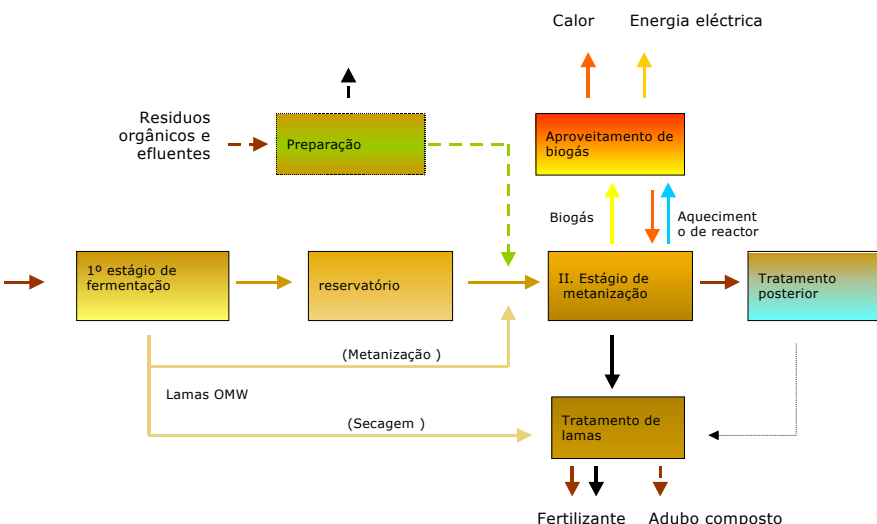 Calor
Energia eléctrica
Residuos
orgânicos e
efluentes
Preparação
Aproveitamento de
biogás
Biogás
Aqueciment
o de reactor
1º estágio de
fermentação
reservatório
II. Estágio de
metanização
Tratamento
posterior
(Metanização )
Lamas OMW
(Secagem )
Tratamento de
lamas
Fertilizante
Adubo composto